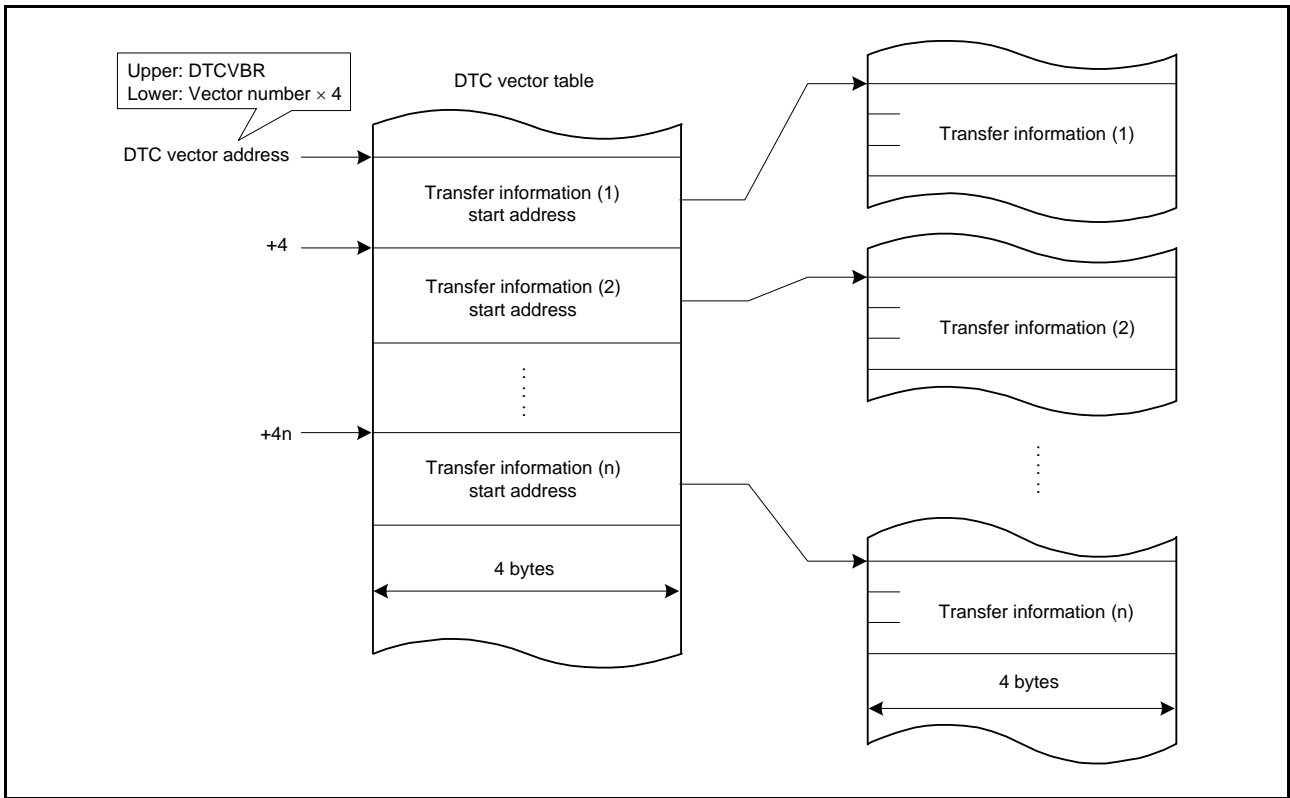 Upper: DTCVBR
Lower: Vector number × 4
DTC vector table
DTC vector address
Transfer information (1)
start address
Transfer information (1)
+4
Transfer information (2)
start address
Transfer information (2)
+4n
Transfer information (n)
start address
4 bytes
Transfer information (n)
4 bytes